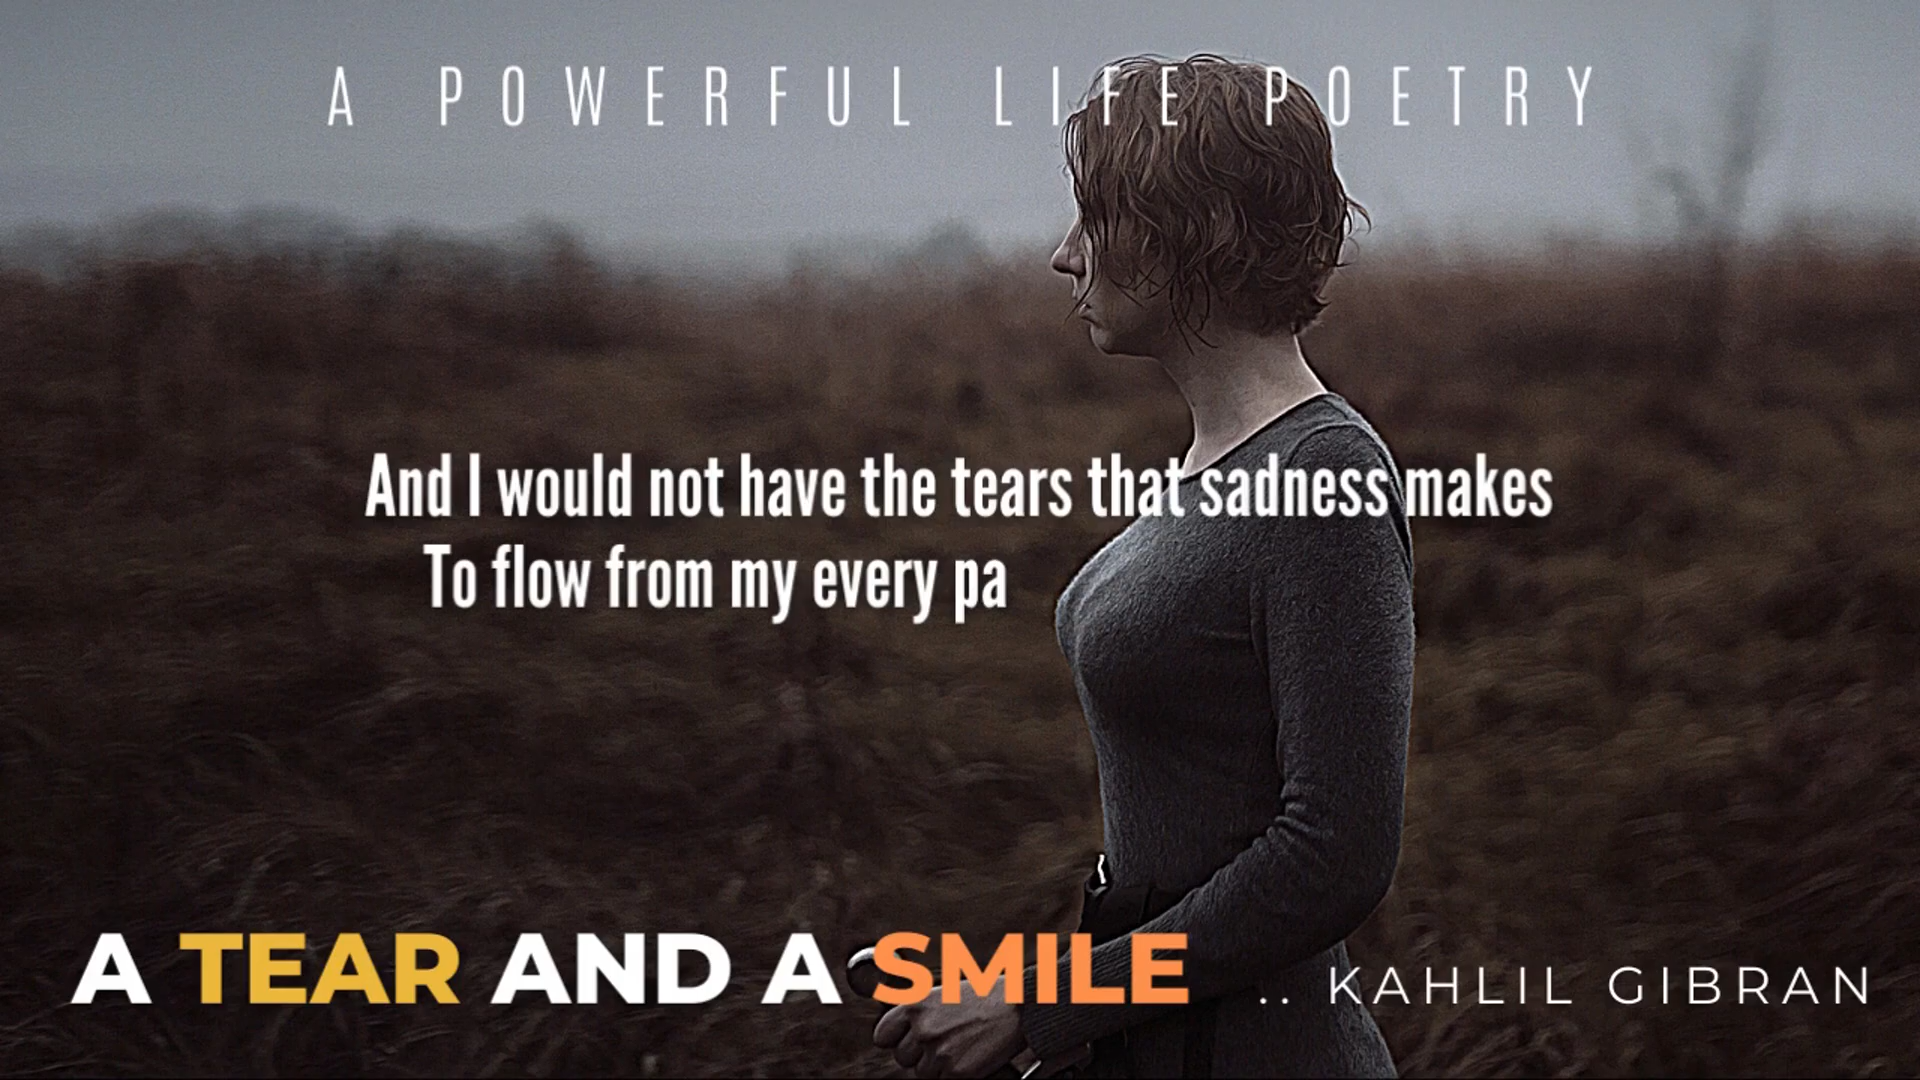 A POWERFUL LIFE POETRY
And I would not have the tears that sadness makes
To flow from my every pa
A TEAR AND A SMILE .. KAHLIL GIBRAN